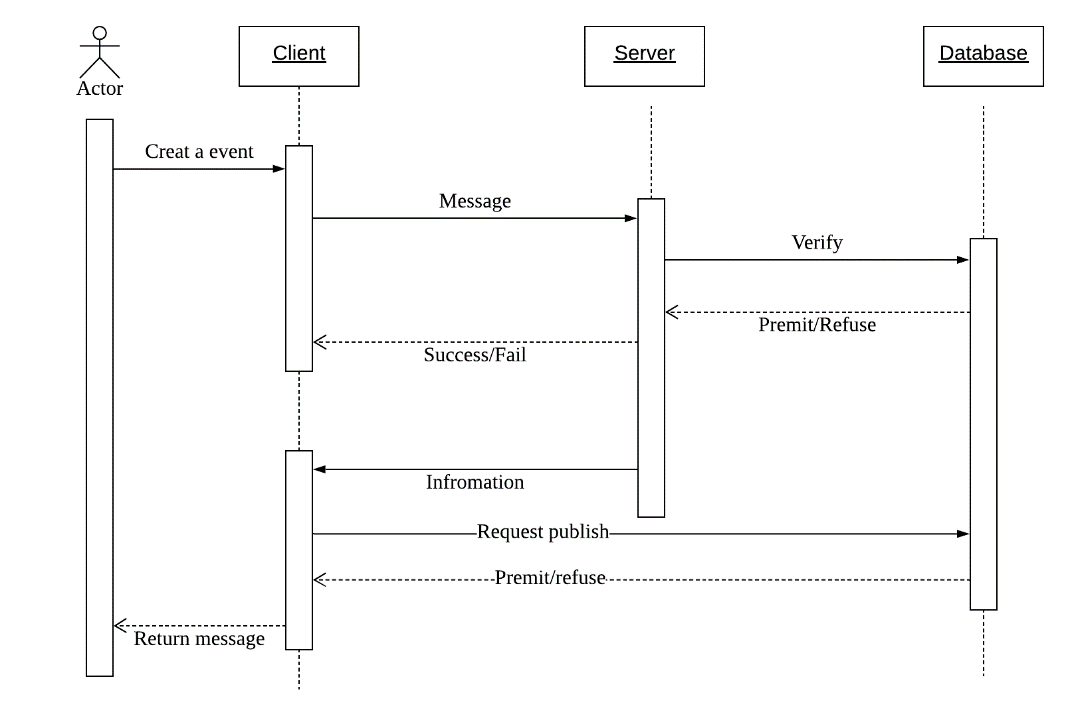 Client
Server
Database
Actor
Creat a event
Message
Verify
Premit/Refuse
Success/Fail
Infromation
Request publish
Premit/refuse
Return message